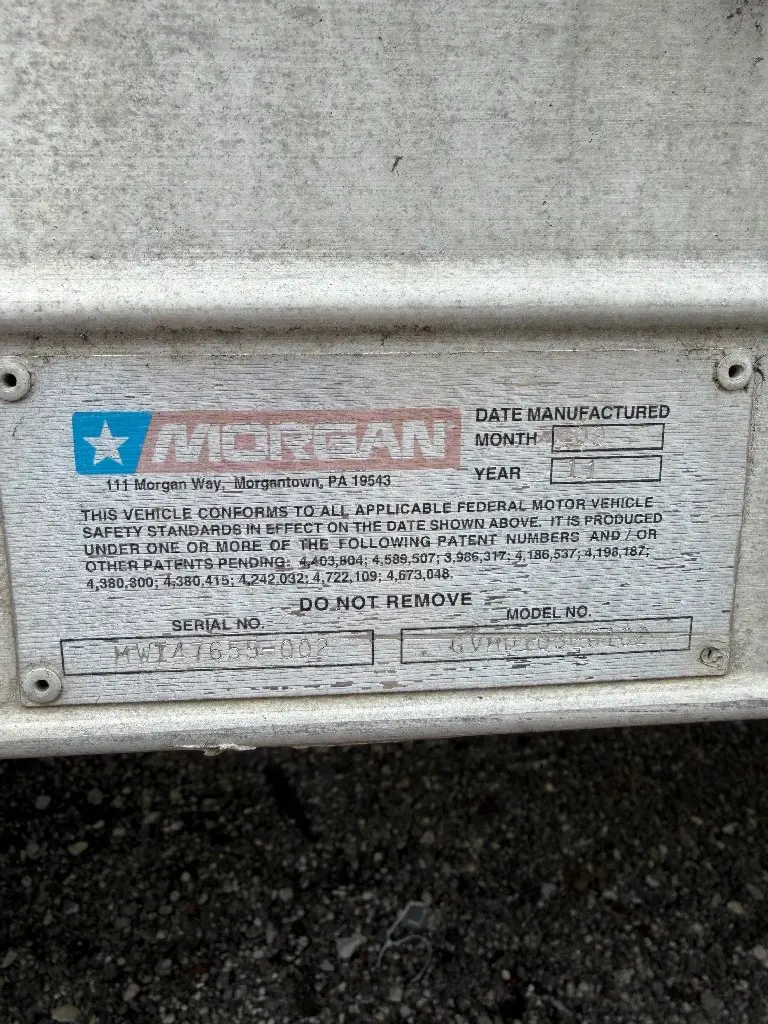 MORGAN
111 Morgan Way, Morgantown, PA 19543
DATE MANUFACTURED
MONTH
YEAR 11
THIS VEHICLE CONFORMS TO ALL APPLICABLE FEDERAL MOTOR VEHICLE
SAFETY STANDARDS IN EFFECT ON THE DATE SHOWN ABOVE. IT IS PRODUCED
UNDER ONE OR MORE OF THE FOLLOWING PATENT NUMBERS AND / OR
OTHER PATENTS PENDING: 4,403,804; 4,589,507; 3,986,317; 4,186,537; 4,198,187;
4,380,800; 4,380,415; 4,242,032; 4,722,109; 4,673,048.
DO NOT REMOVE
SERIAL NO.
MWI47659-002
MODEL NO.